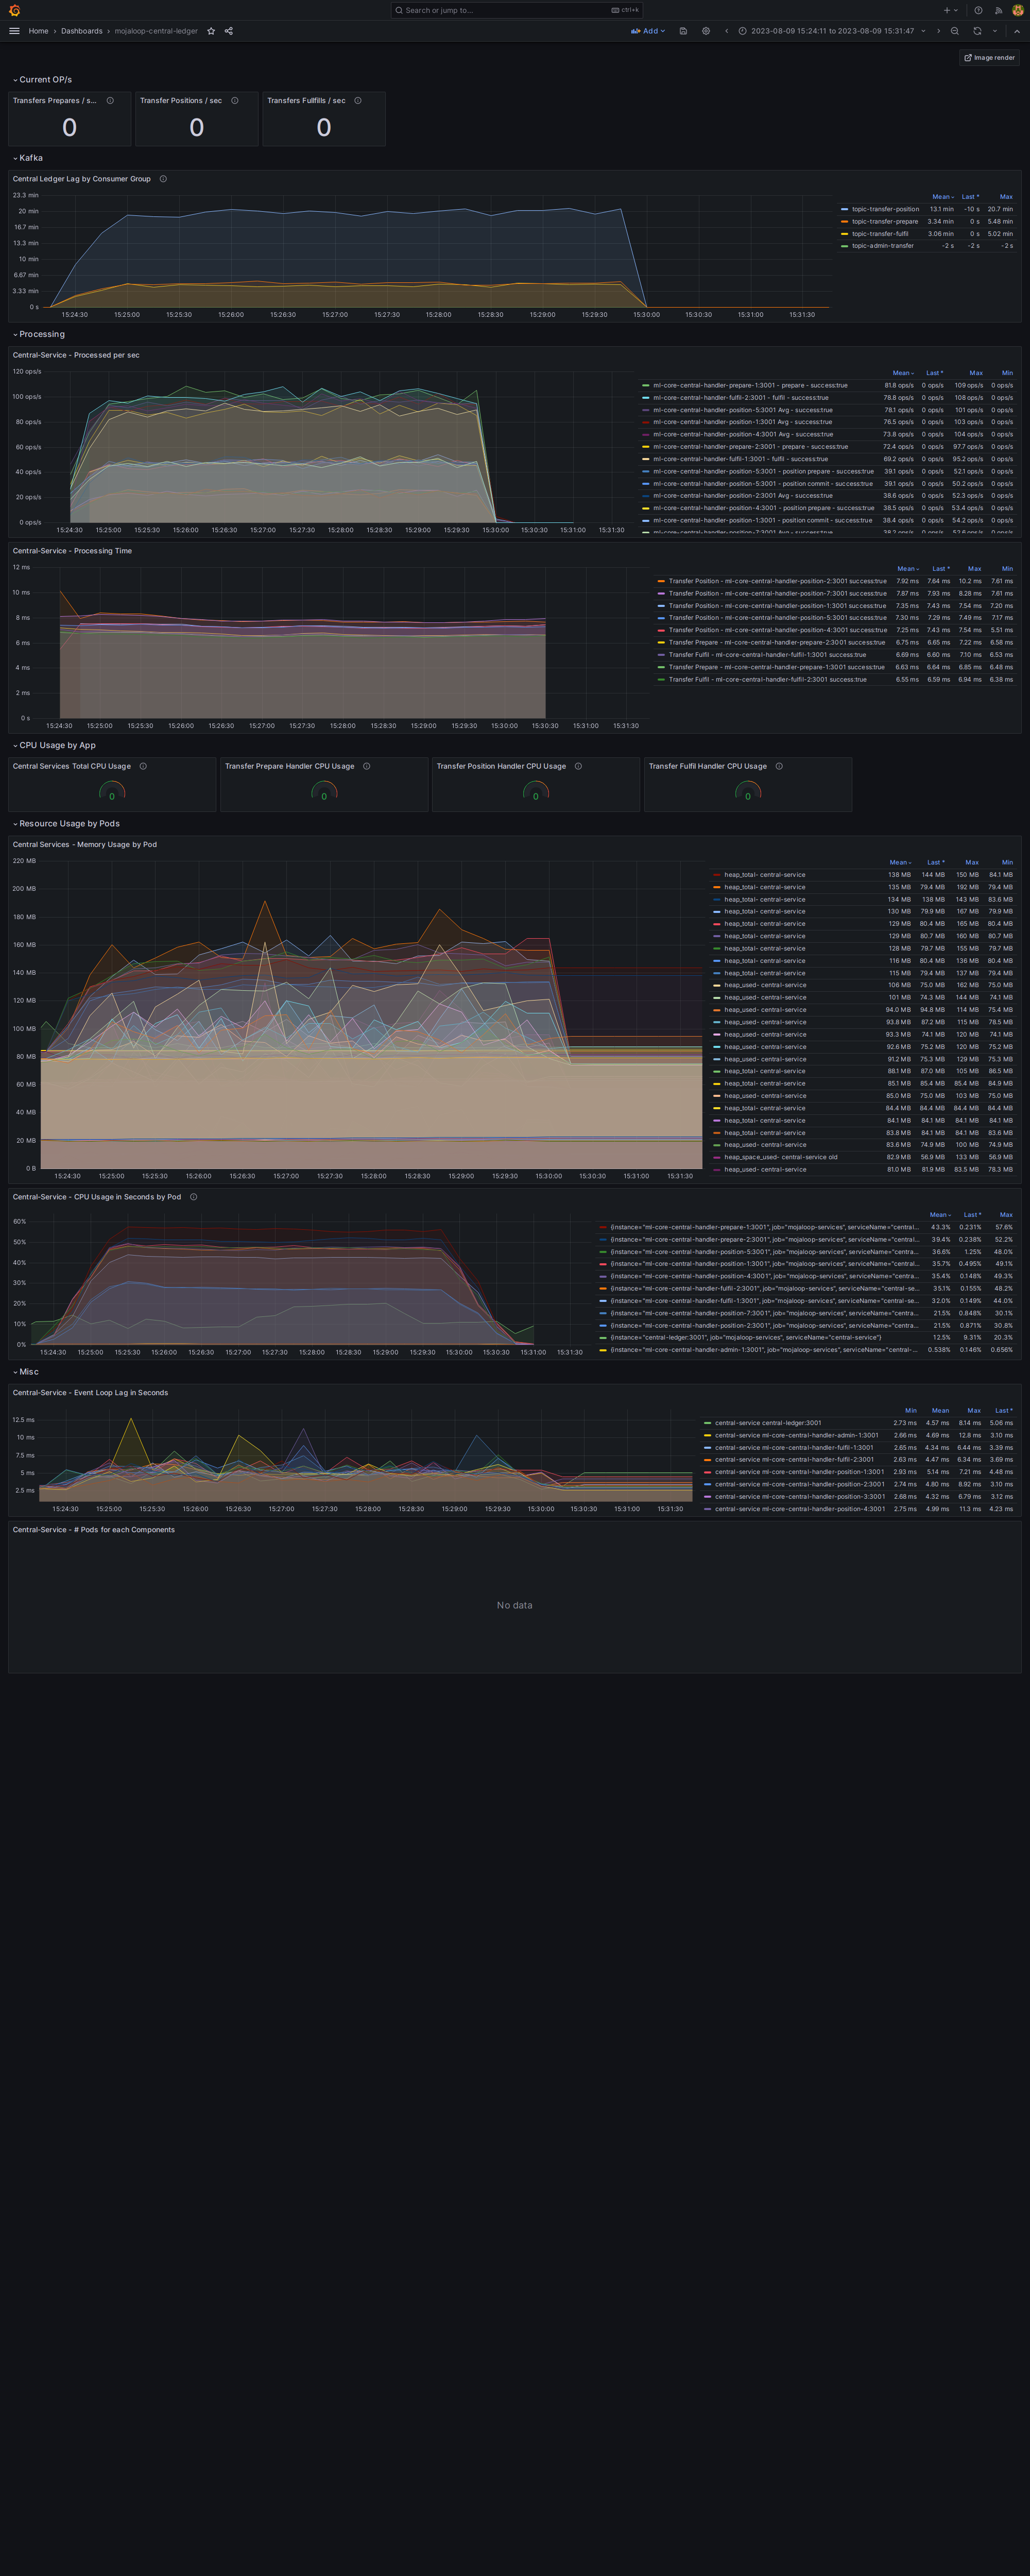 Search or jump to...
ctrl+k
Home › Dashboards › mojaloop-central-ledger
Add
2023-08-09 15:24:11 to 2023-08-09 15:31:47
Image render
Current OP/s
Transfers Prepares / s...
0
Transfer Positions / sec
0
Transfers Fullfills / sec
0
Kafka
Central Ledger Lag by Consumer Group
23.3 min
20 min
16.7 min
13.3 min
10 min
6.67 min
3.33 min
0 s
15:24:30 15:25:00 15:25:30 15:26:00 15:26:30 15:27:00 15:27:30 15:28:00 15:28:30 15:29:00 15:29:30 15:30:00 15:30:30 15:31:00 15:31:30
Mean Last * Max
topic-transfer-position 13.1 min -10 s 20.7 min
topic-transfer-prepare 3.34 min 0 s 5.48 min
topic-transfer-fulfil 3.06 min 0 s 5.02 min
topic-admin-transfer -2 s -2 s -2 s
Processing
Central-Service - Processed per sec
120 ops/s
100 ops/s
80 ops/s
60 ops/s
40 ops/s
20 ops/s
0 ops/s
15:24:30 15:25:00 15:25:30 15:26:00 15:26:30 15:27:00 15:27:30 15:28:00 15:28:30 15:29:00 15:29:30 15:30:00 15:30:30 15:31:00 15:31:30
Mean Last * Max Min
ml-core-central-handler-prepare-1:3001 - prepare - success:true 81.8 ops/s 0 ops/s 109 ops/s 0 ops/s
ml-core-central-handler-fulfil-2:3001 - fulfil - success:true 78.8 ops/s 0 ops/s 108 ops/s 0 ops/s
ml-core-central-handler-position-5:3001 Avg - success:true 78.1 ops/s 0 ops/s 101 ops/s 0 ops/s
ml-core-central-handler-position-1:3001 Avg - success:true 76.5 ops/s 0 ops/s 103 ops/s 0 ops/s
ml-core-central-handler-position-4:3001 Avg - success:true 73.8 ops/s 0 ops/s 104 ops/s 0 ops/s
ml-core-central-handler-prepare-2:3001 - prepare - success:true 72.4 ops/s 0 ops/s 97.7 ops/s 0 ops/s
ml-core-central-handler-fulfil-1:3001 - fulfil - success:true 69.2 ops/s 0 ops/s 95.2 ops/s 0 ops/s
ml-core-central-handler-position-5:3001 - position prepare - success:true 39.1 ops/s 0 ops/s 52.1 ops/s 0 ops/s
ml-core-central-handler-position-5:3001 - position commit - success:true 39.1 ops/s 0 ops/s 50.2 ops/s 0 ops/s
ml-core-central-handler-position-2:3001 Avg - success:true 38.6 ops/s 0 ops/s 52.3 ops/s 0 ops/s
ml-core-central-handler-position-4:3001 - position prepare - success:true 38.5 ops/s 0 ops/s 53.4 ops/s 0 ops/s
ml-core-central-handler-position-1:3001 - position commit - success:true 38.4 ops/s 0 ops/s 54.2 ops/s 0 ops/s
ml-core-central-handler-position-7:3001 Avg - success:true 38.2 ops/s 0 ops/s 52.6 ops/s 0 ops/s
Central-Service - Processing Time
12 ms
10 ms
8 ms
6 ms
4 ms
2 ms
0 s
15:24:30 15:25:00 15:25:30 15:26:00 15:26:30 15:27:00 15:27:30 15:28:00 15:28:30 15:29:00 15:29:30 15:30:00 15:30:30 15:31:00 15:31:30
Mean Last * Max Min
Transfer Position - ml-core-central-handler-position-2:3001 success:true 7.92 ms 7.64 ms 10.2 ms 7.61 ms
Transfer Position - ml-core-central-handler-position-7:3001 success:true 7.87 ms 7.93 ms 8.28 ms 7.61 ms
Transfer Position - ml-core-central-handler-position-1:3001 success:true 7.35 ms 7.43 ms 7.54 ms 7.20 ms
Transfer Position - ml-core-central-handler-position-5:3001 success:true 7.30 ms 7.29 ms 7.49 ms 7.17 ms
Transfer Position - ml-core-central-handler-position-4:3001 success:true 7.25 ms 7.43 ms 7.54 ms 5.51 ms
Transfer Prepare - ml-core-central-handler-prepare-2:3001 success:true 6.75 ms 6.65 ms 7.22 ms 6.58 ms
Transfer Fulfil - ml-core-central-handler-fulfil-1:3001 success:true 6.69 ms 6.60 ms 7.10 ms 6.53 ms
Transfer Prepare - ml-core-central-handler-prepare-1:3001 success:true 6.63 ms 6.64 ms 6.85 ms 6.48 ms
Transfer Fulfil - ml-core-central-handler-fulfil-2:3001 success:true 6.55 ms 6.59 ms 6.94 ms 6.38 ms
CPU Usage by App
Central Services Total CPU Usage
0
Transfer Prepare Handler CPU Usage
0
Transfer Position Handler CPU Usage
0
Transfer Fulfil Handler CPU Usage
0
Resource Usage by Pods
Central Services - Memory Usage by Pod
220 MB
200 MB
180 MB
160 MB
140 MB
120 MB
100 MB
80 MB
60 MB
40 MB
20 MB
0 B
15:24:30 15:25:00 15:25:30 15:26:00 15:26:30 15:27:00 15:27:30 15:28:00 15:28:30 15:29:00 15:29:30 15:30:00 15:30:30 15:31:00 15:31:30
Mean Last * Max Min
heap_total- central-service 138 MB 144 MB 150 MB 84.1 MB
heap_total- central-service 135 MB 79.4 MB 192 MB 79.4 MB
heap_total- central-service 134 MB 138 MB 143 MB 83.6 MB
heap_total- central-service 130 MB 79.9 MB 167 MB 79.9 MB
heap_total- central-service 129 MB 80.4 MB 165 MB 80.4 MB
heap_total- central-service 129 MB 80.7 MB 160 MB 80.7 MB
heap_total- central-service 128 MB 79.7 MB 155 MB 79.7 MB
heap_total- central-service 116 MB 80.4 MB 136 MB 80.4 MB
heap_total- central-service 115 MB 79.4 MB 137 MB 79.4 MB
heap_used- central-service 106 MB 75.0 MB 162 MB 75.0 MB
heap_used- central-service 101 MB 74.3 MB 144 MB 74.1 MB
heap_used- central-service 94.0 MB 94.8 MB 114 MB 75.4 MB
heap_used- central-service 93.8 MB 87.2 MB 115 MB 78.5 MB
heap_used- central-service 93.3 MB 74.1 MB 120 MB 74.1 MB
heap_used- central-service 92.6 MB 75.2 MB 120 MB 75.2 MB
heap_used- central-service 91.2 MB 75.3 MB 129 MB 75.3 MB
heap_total- central-service 88.1 MB 87.0 MB 105 MB 86.5 MB
heap_total- central-service 85.1 MB 85.4 MB 85.4 MB 84.9 MB
heap_used- central-service 85.0 MB 75.0 MB 103 MB 75.0 MB
heap_total- central-service 84.4 MB 84.4 MB 84.4 MB 84.4 MB
heap_total- central-service 84.1 MB 84.1 MB 84.1 MB 84.1 MB
heap_total- central-service 83.8 MB 84.1 MB 84.1 MB 83.6 MB
heap_used- central-service 83.6 MB 74.9 MB 100 MB 74.9 MB
heap_space_used- central-service old 82.9 MB 56.9 MB 133 MB 56.9 MB
heap_used- central-service 81.0 MB 81.9 MB 83.5 MB 78.3 MB
Central-Service - CPU Usage in Seconds by Pod
60%
50%
40%
30%
20%
10%
0%
15:24:30 15:25:00 15:25:30 15:26:00 15:26:30 15:27:00 15:27:30 15:28:00 15:28:30 15:29:00 15:29:30 15:30:00 15:30:30 15:31:00 15:31:30
Mean Last * Max
{instance="ml-core-central-handler-prepare-1:3001", job="mojaloop-services", serviceName="central... 43.3% 0.231% 57.6%
{instance="ml-core-central-handler-prepare-2:3001", job="mojaloop-services", serviceName="central... 39.4% 0.238% 52.2%
{instance="ml-core-central-handler-position-5:3001", job="mojaloop-services", serviceName="centra... 36.6% 1.25% 48.0%
{instance="ml-core-central-handler-position-1:3001", job="mojaloop-services", serviceName="central... 35.7% 0.495% 49.1%
{instance="ml-core-central-handler-position-4:3001", job="mojaloop-services", serviceName="centra... 35.4% 0.148% 49.3%
{instance="ml-core-central-handler-fulfil-2:3001", job="mojaloop-services", serviceName="central-se... 35.1% 0.155% 48.2%
{instance="ml-core-central-handler-fulfil-1:3001", job="mojaloop-services", serviceName="central-se... 32.0% 0.149% 44.0%
{instance="ml-core-central-handler-position-7:3001", job="mojaloop-services", serviceName="centra... 21.5% 0.848% 30.1%
{instance="ml-core-central-handler-position-2:3001", job="mojaloop-services", serviceName="centra... 21.5% 0.871% 30.8%
{instance="central-ledger:3001", job="mojaloop-services", serviceName="central-service"} 12.5% 9.31% 20.3%
{instance="ml-core-central-handler-admin-1:3001", job="mojaloop-services", serviceName="central-... 0.538% 0.146% 0.656%
Misc
Central-Service - Event Loop Lag in Seconds
12.5 ms
10 ms
7.5 ms
5 ms
2.5 ms
15:24:30 15:25:00 15:25:30 15:26:00 15:26:30 15:27:00 15:27:30 15:28:00 15:28:30 15:29:00 15:29:30 15:30:00 15:30:30 15:31:00 15:31:30
Min Mean Max Last *
central-service central-ledger:3001 2.73 ms 4.57 ms 8.14 ms 5.06 ms
central-service ml-core-central-handler-admin-1:3001 2.66 ms 4.69 ms 12.8 ms 3.10 ms
central-service ml-core-central-handler-fulfil-1:3001 2.65 ms 4.34 ms 6.44 ms 3.39 ms
central-service ml-core-central-handler-fulfil-2:3001 2.63 ms 4.47 ms 6.34 ms 3.69 ms
central-service ml-core-central-handler-position-1:3001 2.93 ms 5.14 ms 7.21 ms 4.48 ms
central-service ml-core-central-handler-position-2:3001 2.74 ms 4.80 ms 8.92 ms 3.10 ms
central-service ml-core-central-handler-position-3:3001 2.68 ms 4.32 ms 6.79 ms 3.12 ms
central-service ml-core-central-handler-position-4:3001 2.75 ms 4.99 ms 11.3 ms 4.23 ms
Central-Service - # Pods for each Components
No data